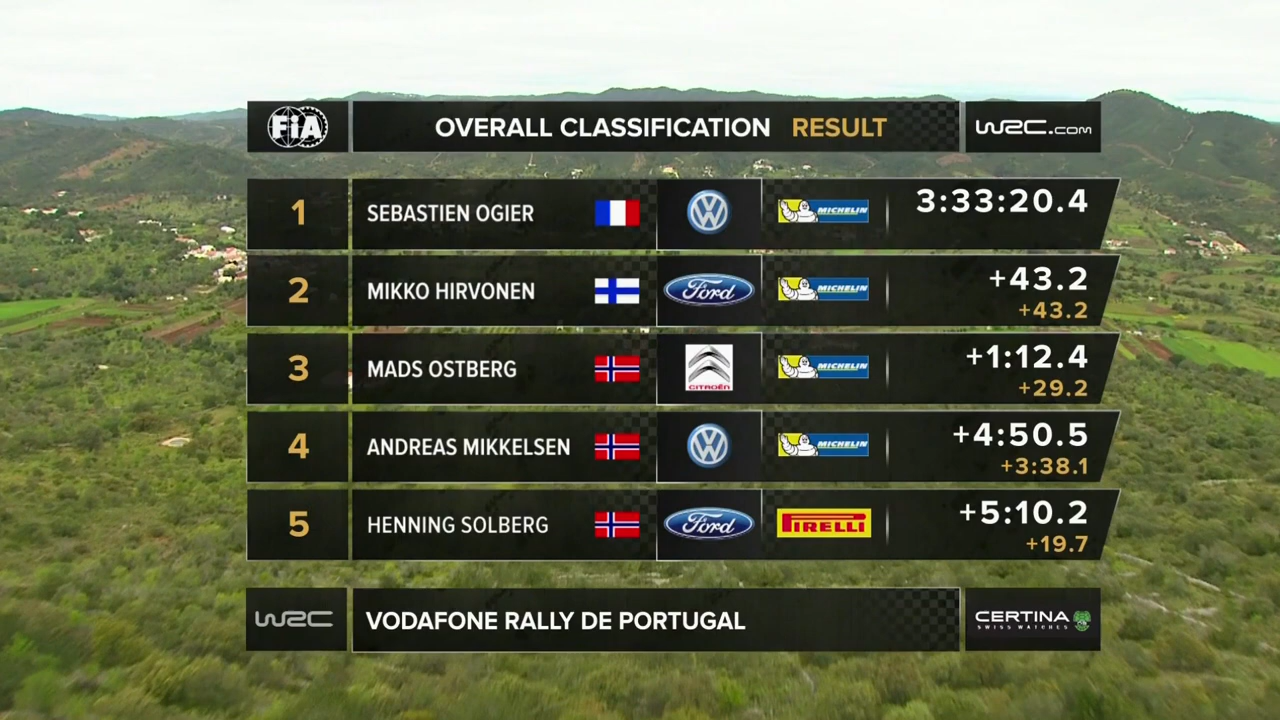 FIA
OVERALL CLASSIFICATION RESULT
WRC.COM
1 SEBASTIEN OGIER MICHELIN 3:33:20.4
2 MIKKO HIRVONEN Ford MICHELIN +43.2
+43.2
3 MADS OSTBERG CITROËN MICHELIN +1:12.4
+29.2
4 ANDREAS MIKKELSEN MICHELIN +4:50.5
+3:38.1
5 HENNING SOLBERG Ford PIRELLI +5:10.2
+19.7
WRC
VODAFONE RALLY DE PORTUGAL
CERTINA
SWISS WATCHES